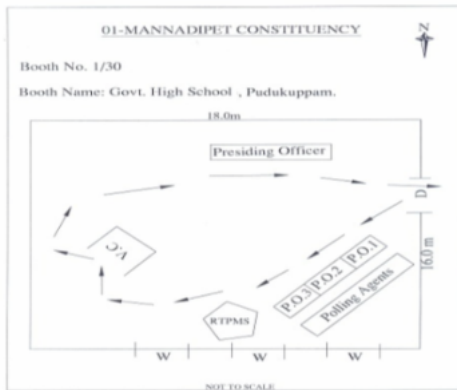 01-MANNADIPET CONSTITUENCY
N
Booth No. 1/30
Booth Name: Govt. High School , Pudukuppam.
18.0m
Presiding Officer
D
16.0 m
V.C
P.O.3 P.O.2 P.O.1
Polling Agents
RTPMS
W W W
NOT TO SCALE